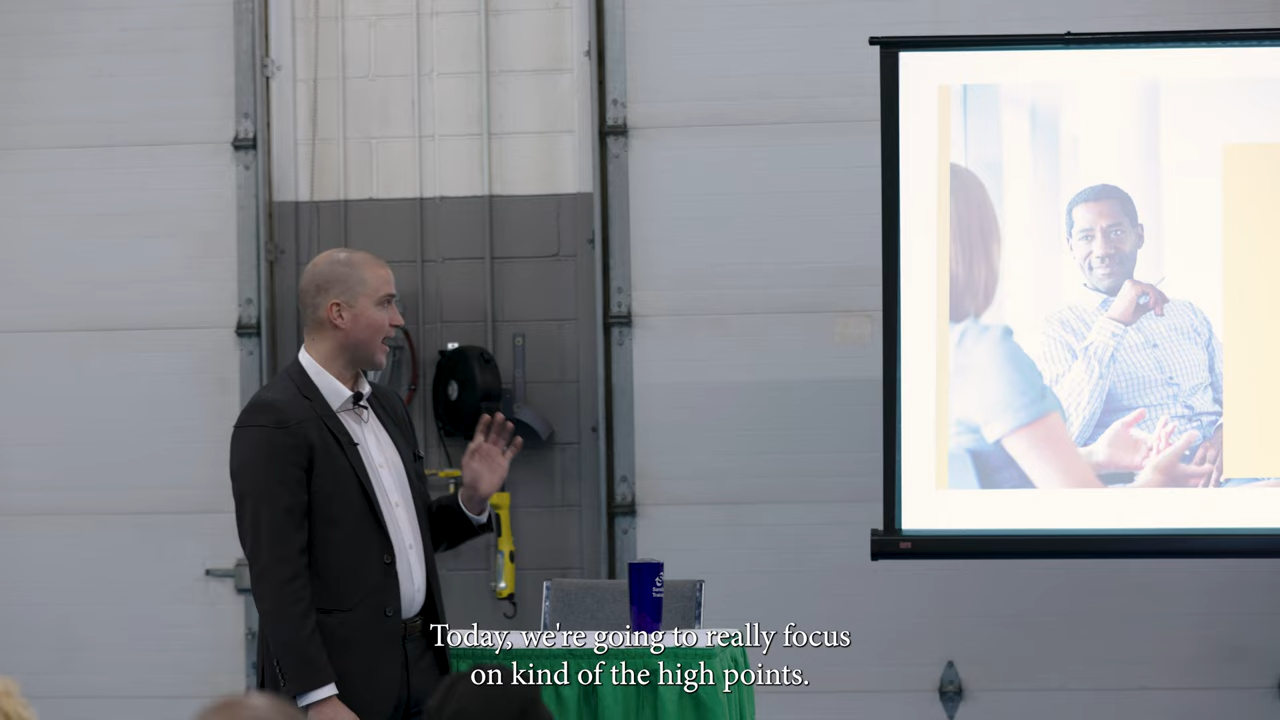 Today, we're going to really focus
on kind of the high points.